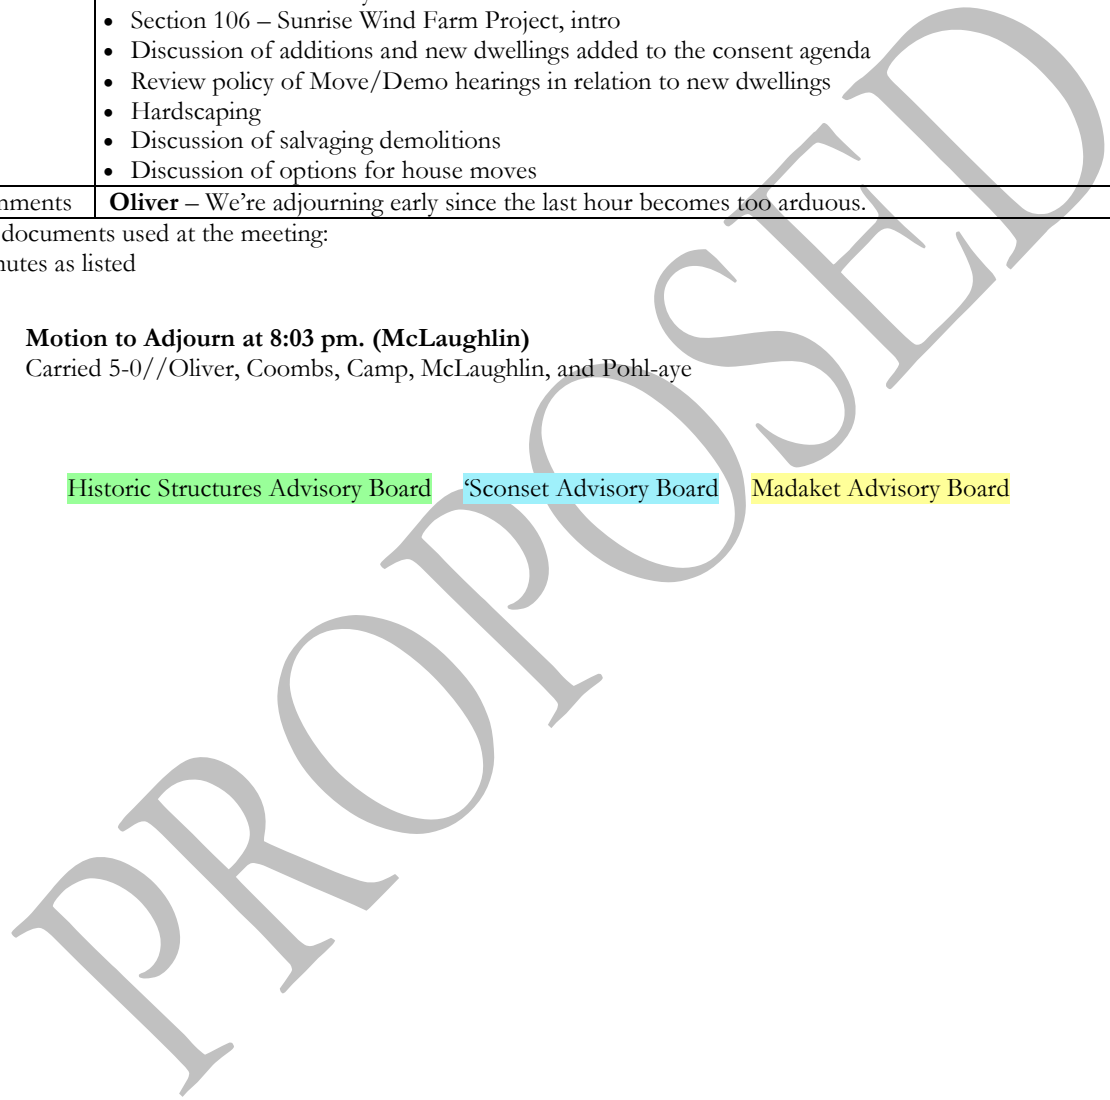 • Section 106 – Sunrise Wind Farm Project, intro
• Discussion of additions and new dwellings added to the consent agenda
• Review policy of Move/Demo hearings in relation to new dwellings
• Hardscaping
• Discussion of salvaging demolitions
• Discussion of options for house moves
Oliver – We're adjourning early since the last hour becomes too arduous.
documents used at the meeting:
as listed
Motion to Adjourn at 8:03 pm. (McLaughlin)
Carried 5-0//Oliver, Coombs, Camp, McLaughlin, and Pohl-aye
Historic Structures Advisory Board ‘Sconset Advisory Board Madaket Advisory Board
PROPOSED